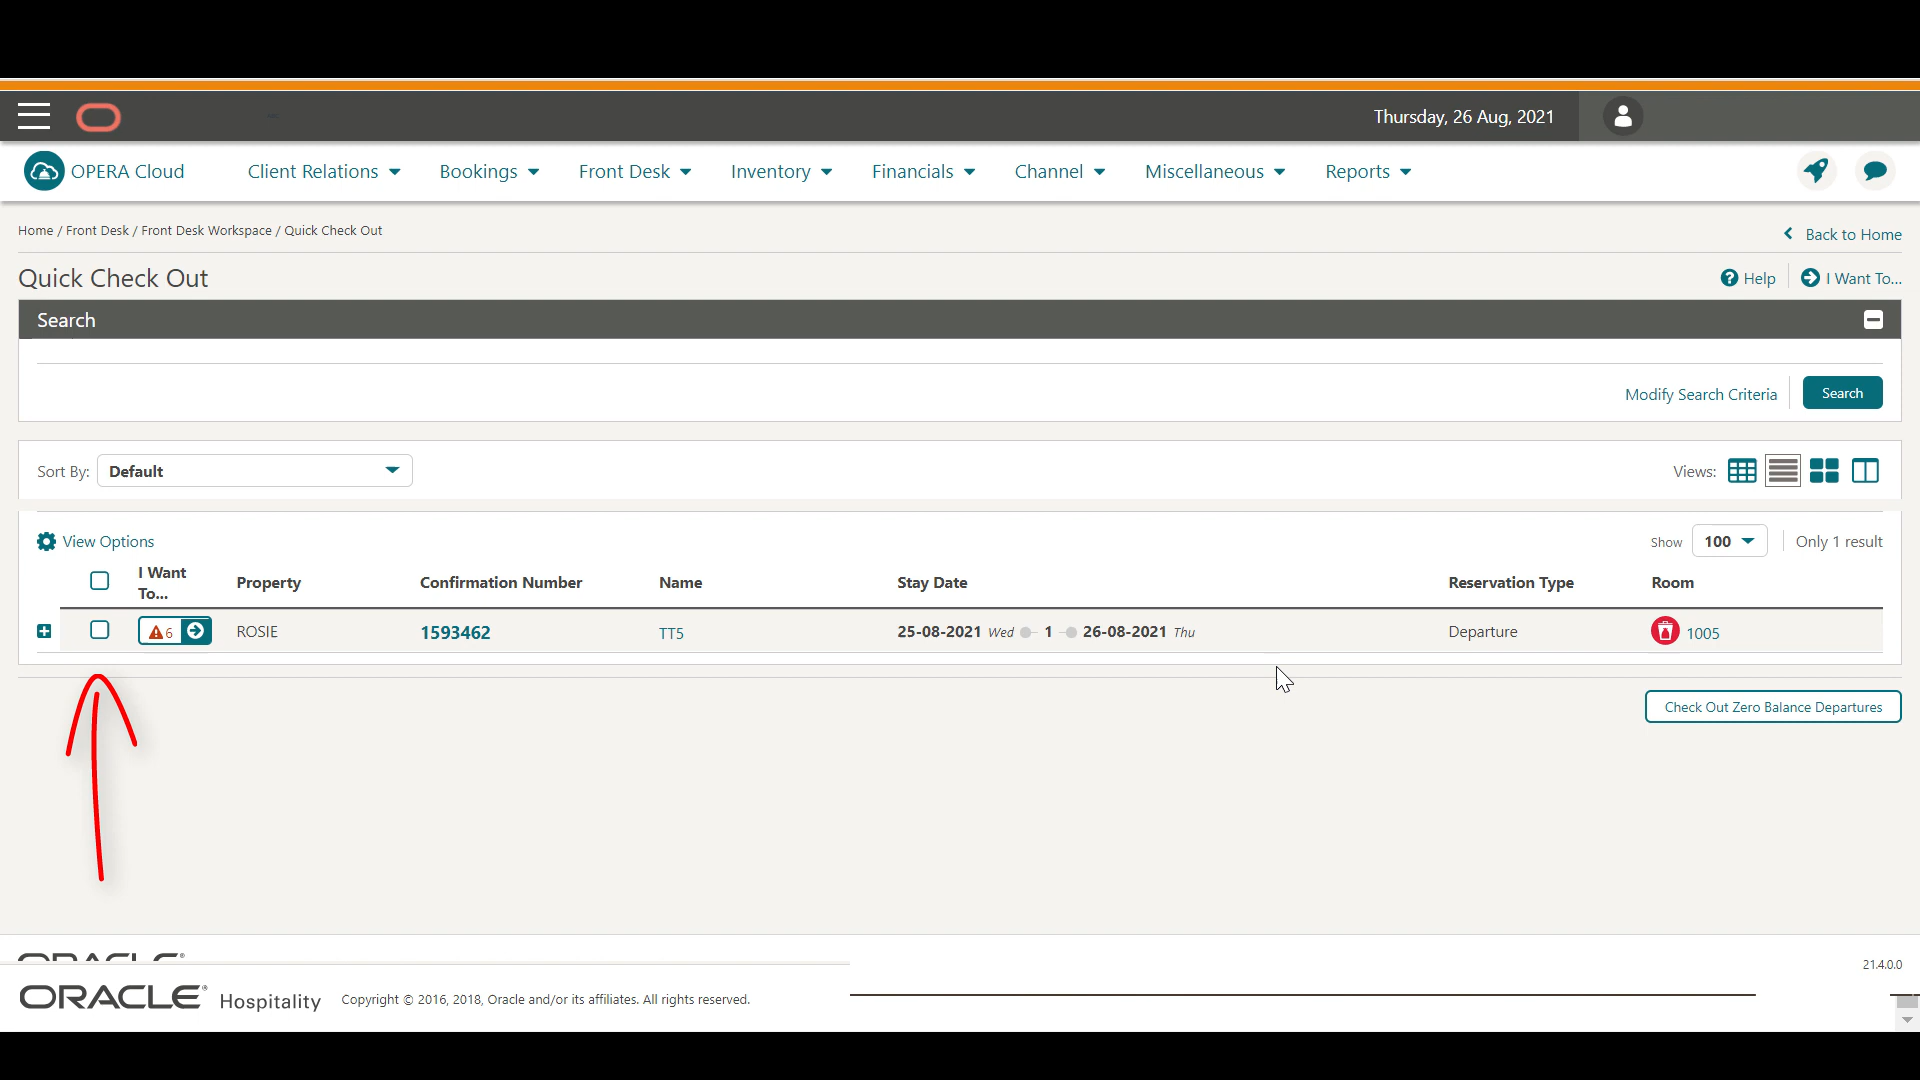 Thursday, 26 Aug, 2021
OPERA Cloud Client Relations Bookings Front Desk Inventory Financials Channel Miscellaneous Reports
Home / Front Desk / Front Desk Workspace / Quick Check Out
Back to Home
Quick Check Out
Help I Want To...
Search
Modify Search Criteria Search
Sort By: Default Views:
View Options Show 100 Only 1 result
I Want To... Property Confirmation Number Name Stay Date Reservation Type Room
6 ROSIE 1593462 TT5 25-08-2021 Wed 1 26-08-2021 Thu Departure 1005
Check Out Zero Balance Departures
ORACLE®
21.4.0.0
ORACLE® Hospitality Copyright © 2016, 2018, Oracle and/or its affiliates. All rights reserved.